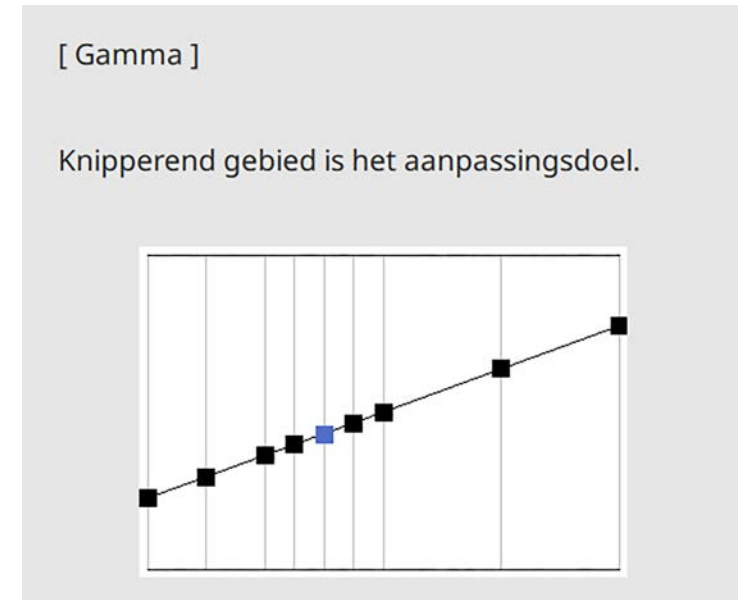 [ Gamma ]
Knipperend gebied is het aanpassingsdoel.